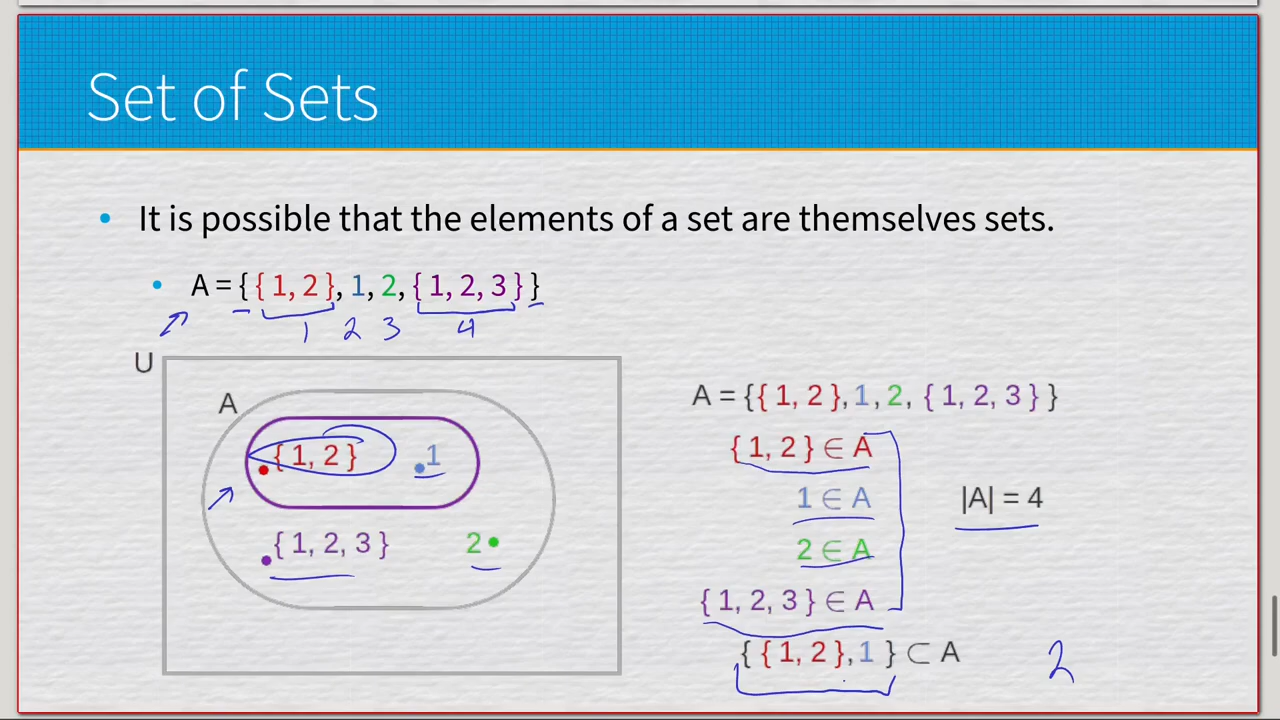 Set of Sets
It is possible that the elements of a set are themselves sets.
A = { { 1, 2 }, 1, 2, { 1, 2, 3 } }
1 2 3 4
U
A
{ 1, 2 } 1
{ 1, 2, 3 } 2
A = {{ 1, 2 }, 1, 2, { 1, 2, 3 } }
{ 1, 2 } ∈ A
1 ∈ A
|A| = 4
2 ∈ A
{ 1, 2, 3 } ∈ A
{ { 1, 2 }, 1 } ⊂ A
2